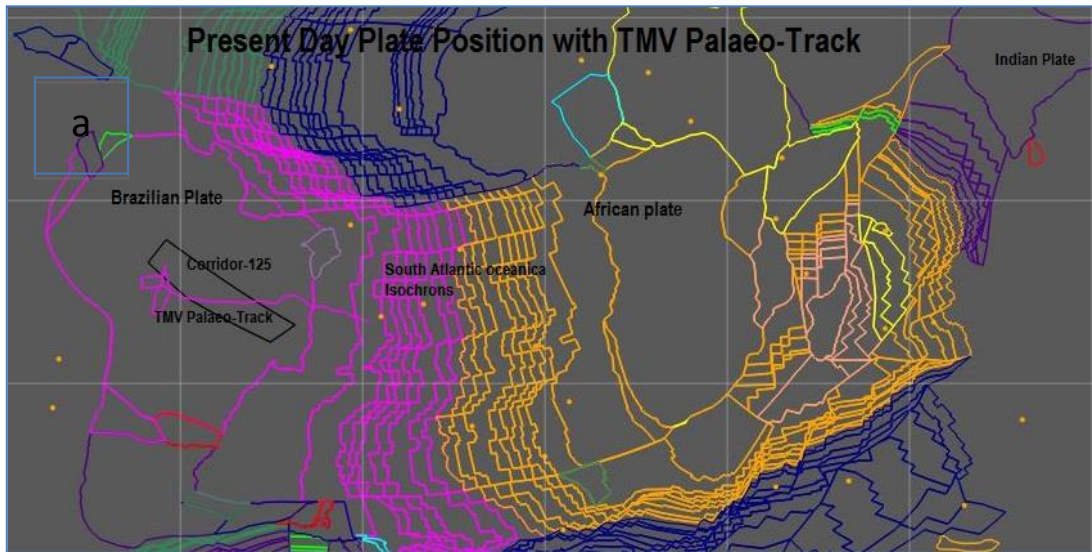 Present Day Plate Position with TMV Palaeo-Track
Indian Plate
a
Brazilian Plate
African plate
Corridor-125
South Atlantic oceanica
Isochrons
TMV Palaeo-Track